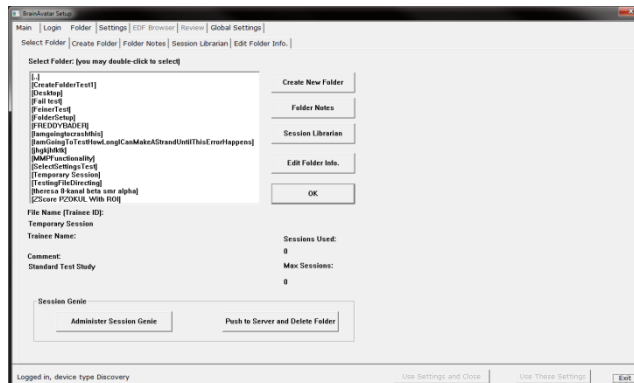 BrainAvatar Setup
Main Login Folder Settings EDF Browser Review Global Settings
Select Folder Create Folder Folder Notes Session Librarian Edit Folder Info.
Select Folder: (you may double-click to select)
[..]
[CreateFolderTest1]
[Desktop]
[Fail test]
[FeinerTest]
[FolderSetup]
[FREDDYBADER]
[Iamgoingtocrashthis]
[IamGoingToTestHowLongICanMakeAStrandUntilThisErrorHappens]
[MMPFunctionality]
[SelectSettingsTest]
[Temporary Session]
[TestingFileDirecting]
[theresa 8-kanal beta smr alpha]
[ZScore PZOKUL With ROI]
Create New Folder
Folder Notes
Session Librarian
Edit Folder Info.
OK
File Name (Trainee ID):
Temporary Session
Trainee Name:
Comment:
Standard Test Study
Sessions Used:
0
Max Sessions:
0
Session Genie
Administer Session Genie
Push to Server and Delete Folder
Logged in, device type Discovery
Use Settings and Close
Use These Settings
Exit